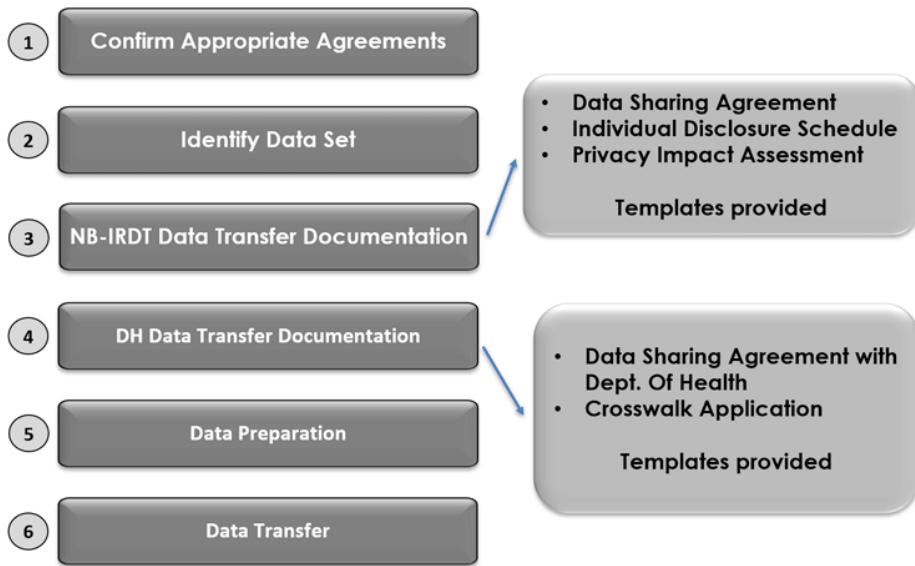 1
Confirm Appropriate Agreements
2
Identify Data Set
3
NB-IRDT Data Transfer Documentation
• Data Sharing Agreement
• Individual Disclosure Schedule
• Privacy Impact Assessment
Templates provided
4
DH Data Transfer Documentation
• Data Sharing Agreement with
Dept. Of Health
• Crosswalk Application
Templates provided
5
Data Preparation
6
Data Transfer